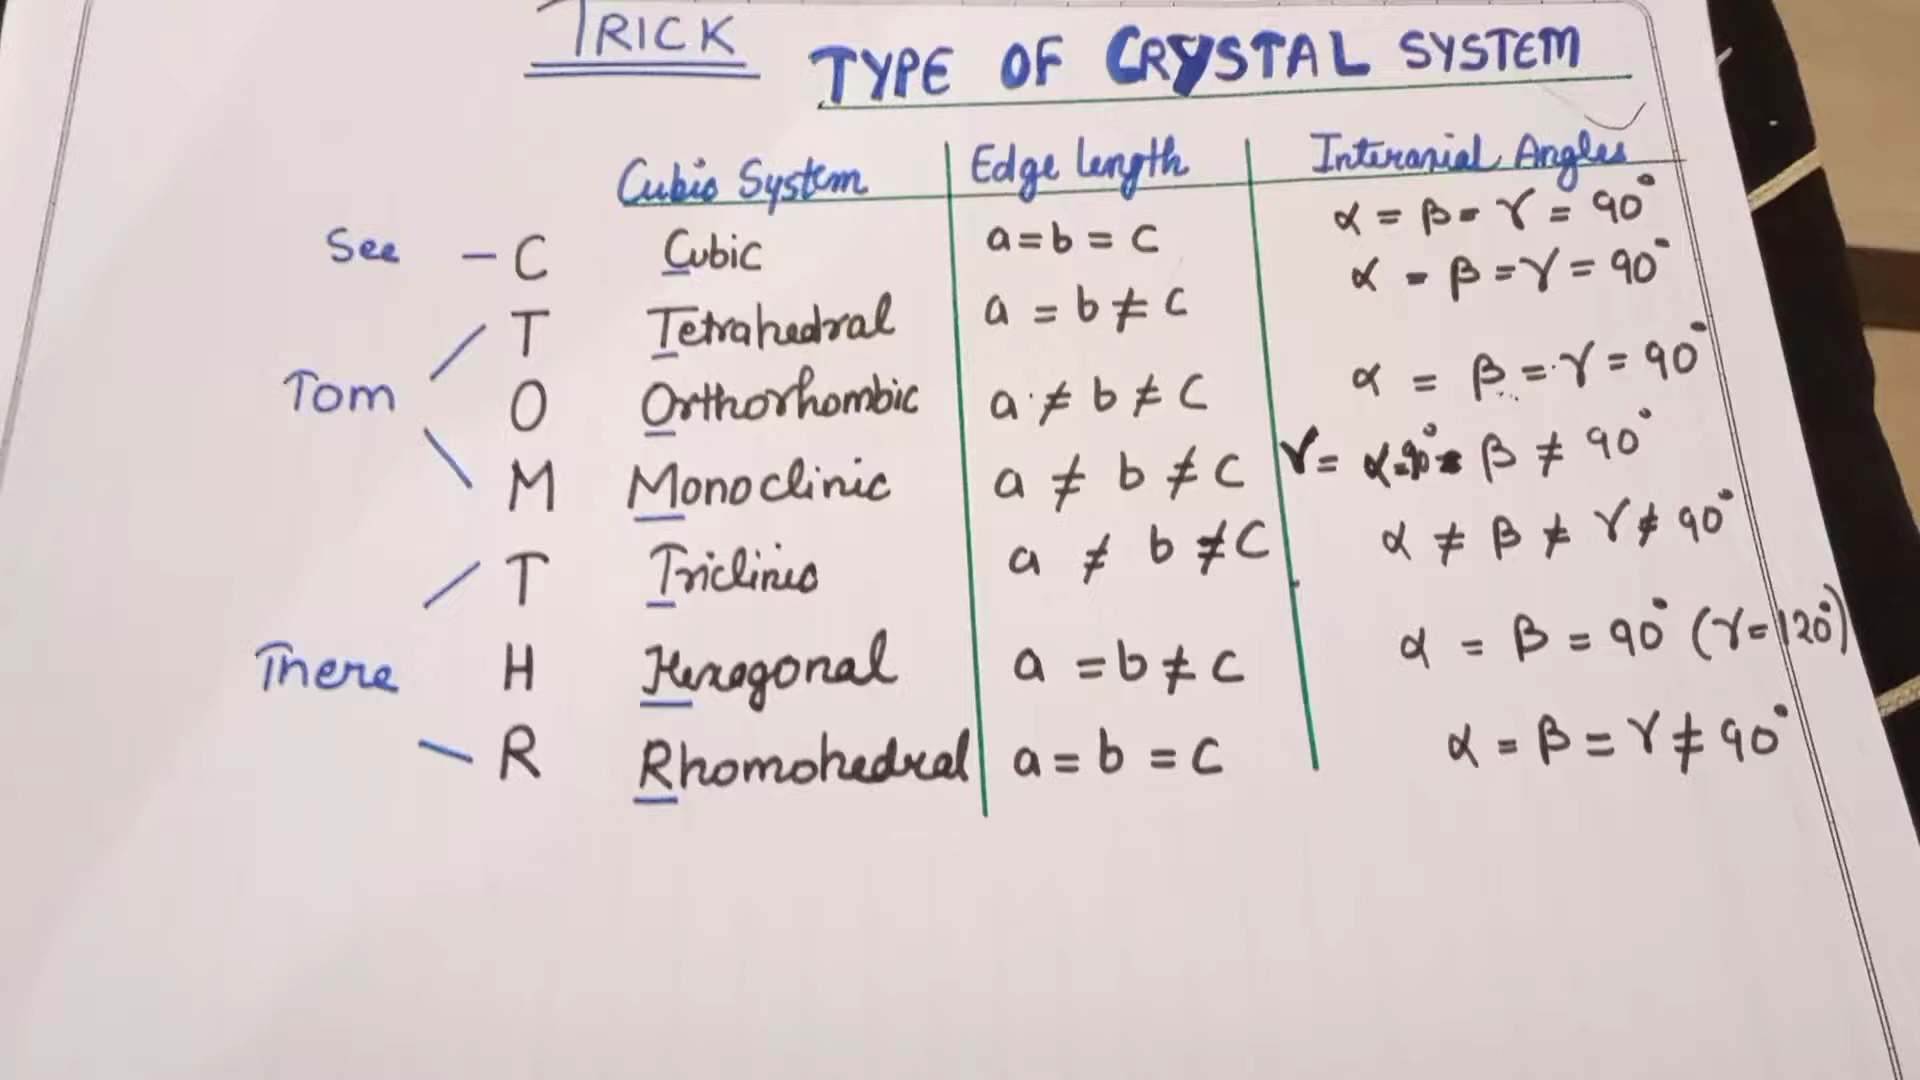 TRICK
TYPE OF CRYSTAL SYSTEM
Cubic System Edge length Interaxial Angles
See - C Cubic a = b = c α = β = γ = 90°
T Tetrahedral a = b ≠ c α = β = γ = 90°
Tom O Orthorhombic a ≠ b ≠ c α = β = γ = 90°
M Monoclinic a ≠ b ≠ c γ = α = 90° = β ≠ 90°
T Triclinic a ≠ b ≠ c α ≠ β ≠ γ ≠ 90°
There H Hexagonal a = b ≠ c α = β = 90° (γ = 120°)
R Rhomohedral a = b = c α = β = γ ≠ 90°